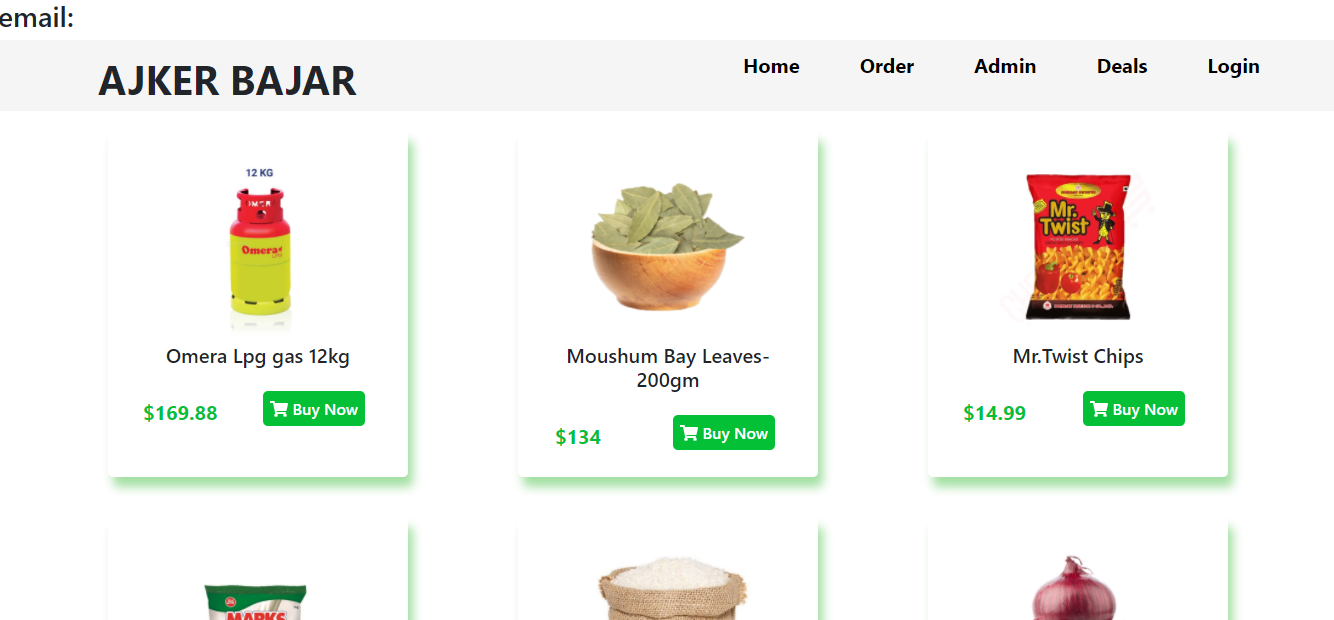 email:
AJKER BAJAR
Home Order Admin Deals Login
12 KG
Omera
Mr.
Twist
Omera Lpg gas 12kg
Moushum Bay Leaves-
200gm
Mr.Twist Chips
$169.88
Buy Now
$134
Buy Now
$14.99
Buy Now
MARKS